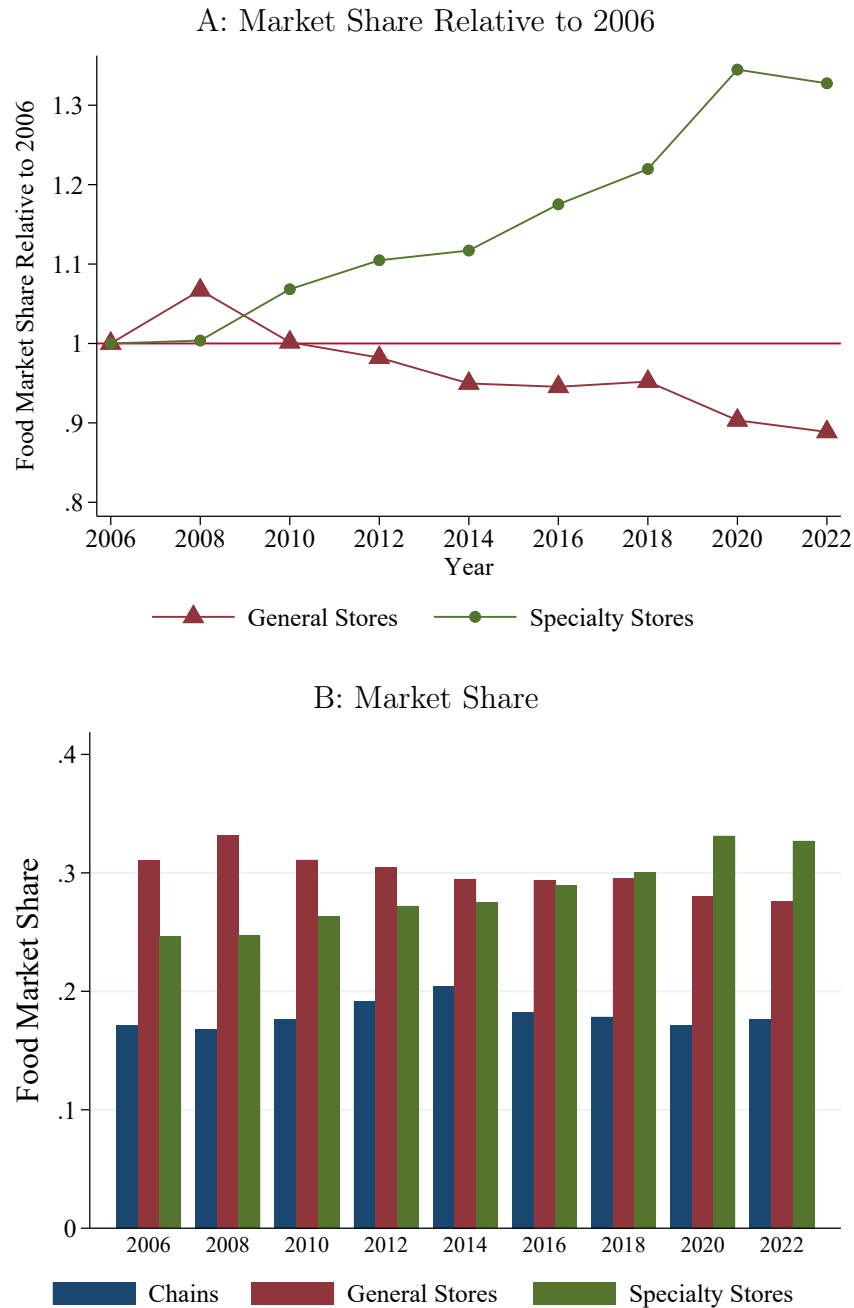 A: Market Share Relative to 2006
Food Market Share Relative to 2006
1.3
1.2
1.1
1
.9
.8
2006 2008 2010 2012 2014 2016 2018 2020 2022
Year
General Stores Specialty Stores
B: Market Share
Food Market Share
.4
.3
.2
.1
0
2006 2008 2010 2012 2014 2016 2018 2020 2022
Chains General Stores Specialty Stores